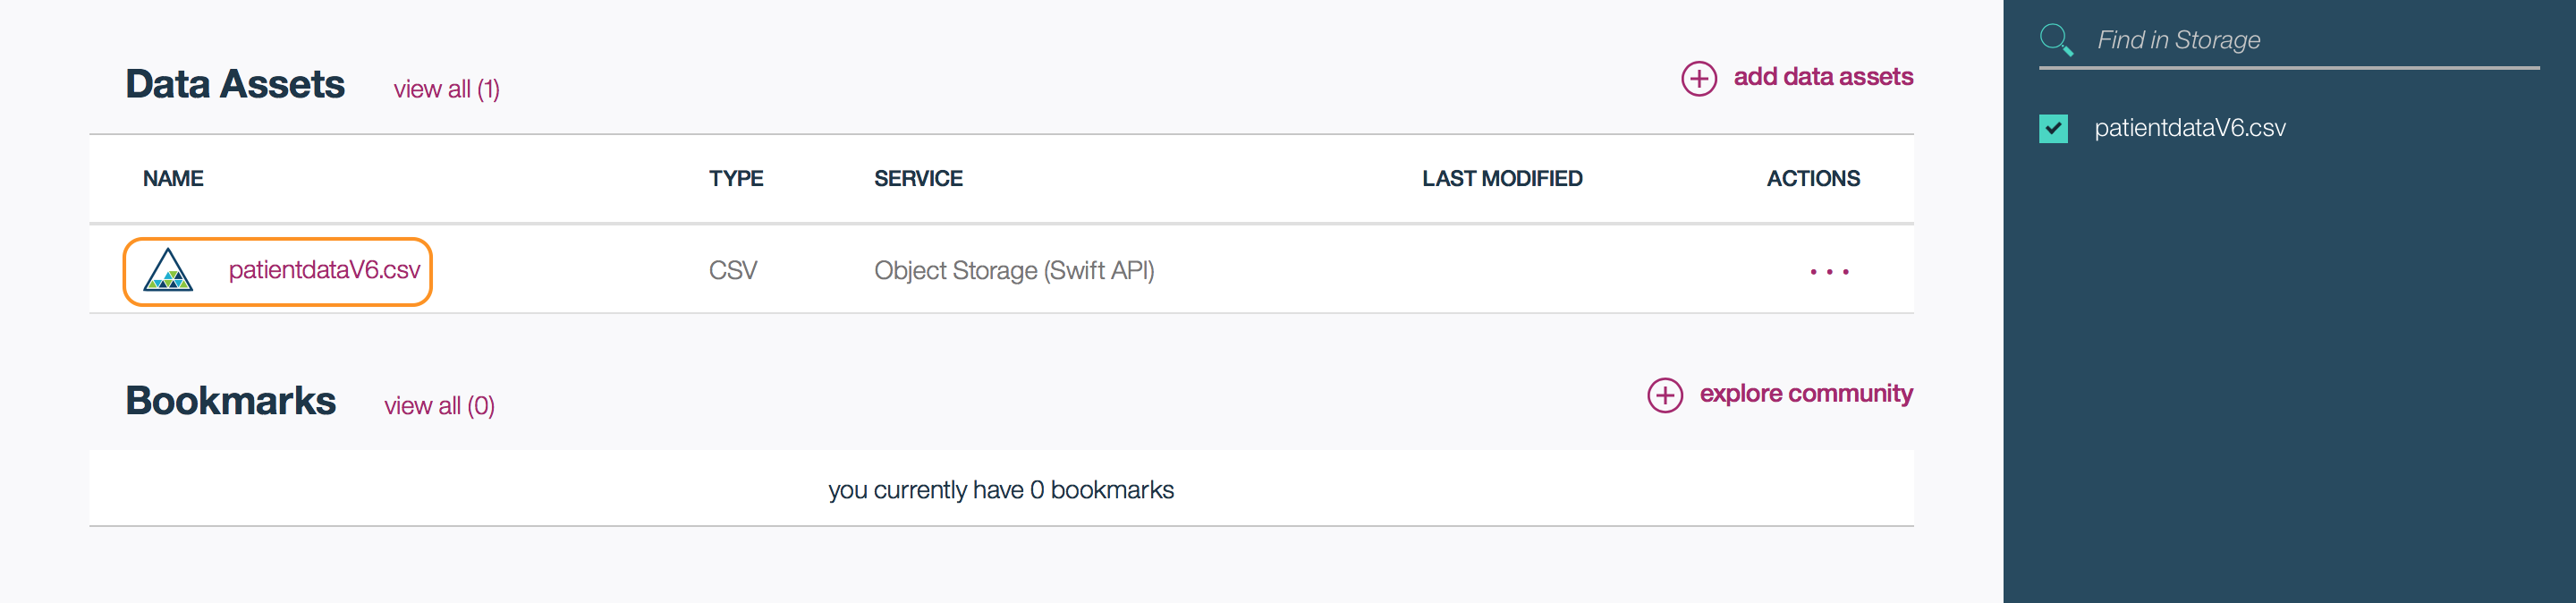 Data Assets view all (1) add data assets
NAME TYPE SERVICE LAST MODIFIED ACTIONS
patientdataV6.csv CSV Object Storage (Swift API)
Bookmarks view all (0) explore community
you currently have 0 bookmarks
Find in Storage
patientdataV6.csv